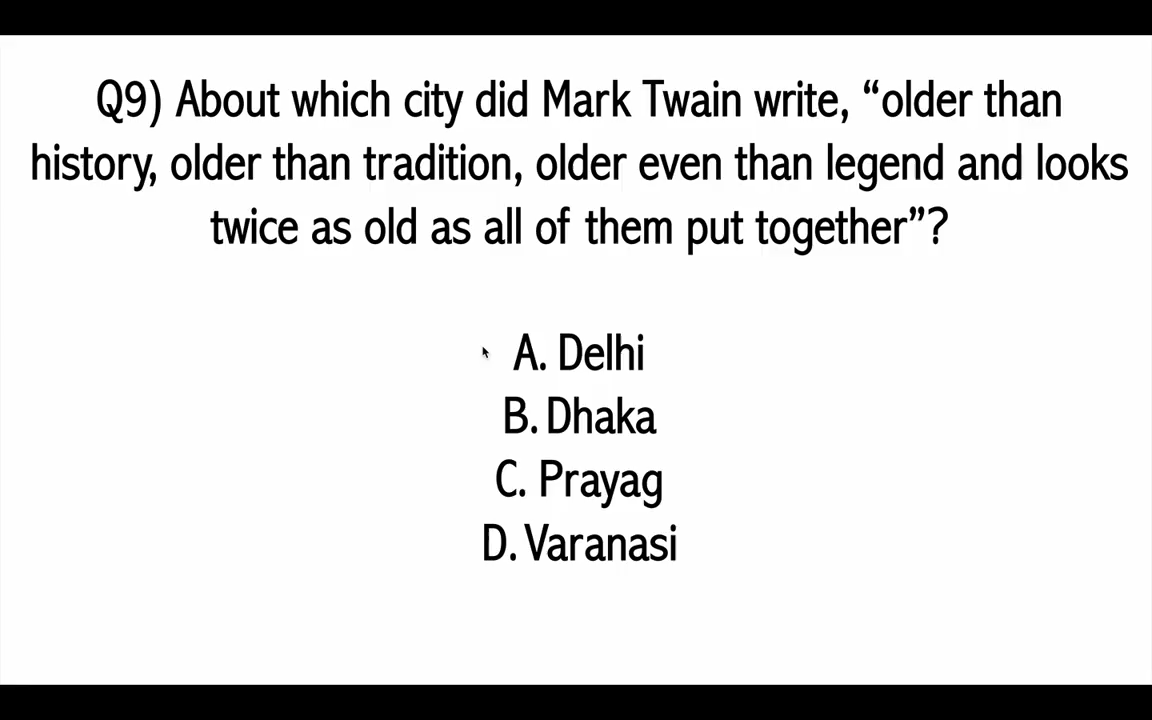 Q9) About which city did Mark Twain write, “older than
history, older than tradition, older even than legend and looks
twice as old as all of them put together”?
A. Delhi
B. Dhaka
C. Prayag
D. Varanasi